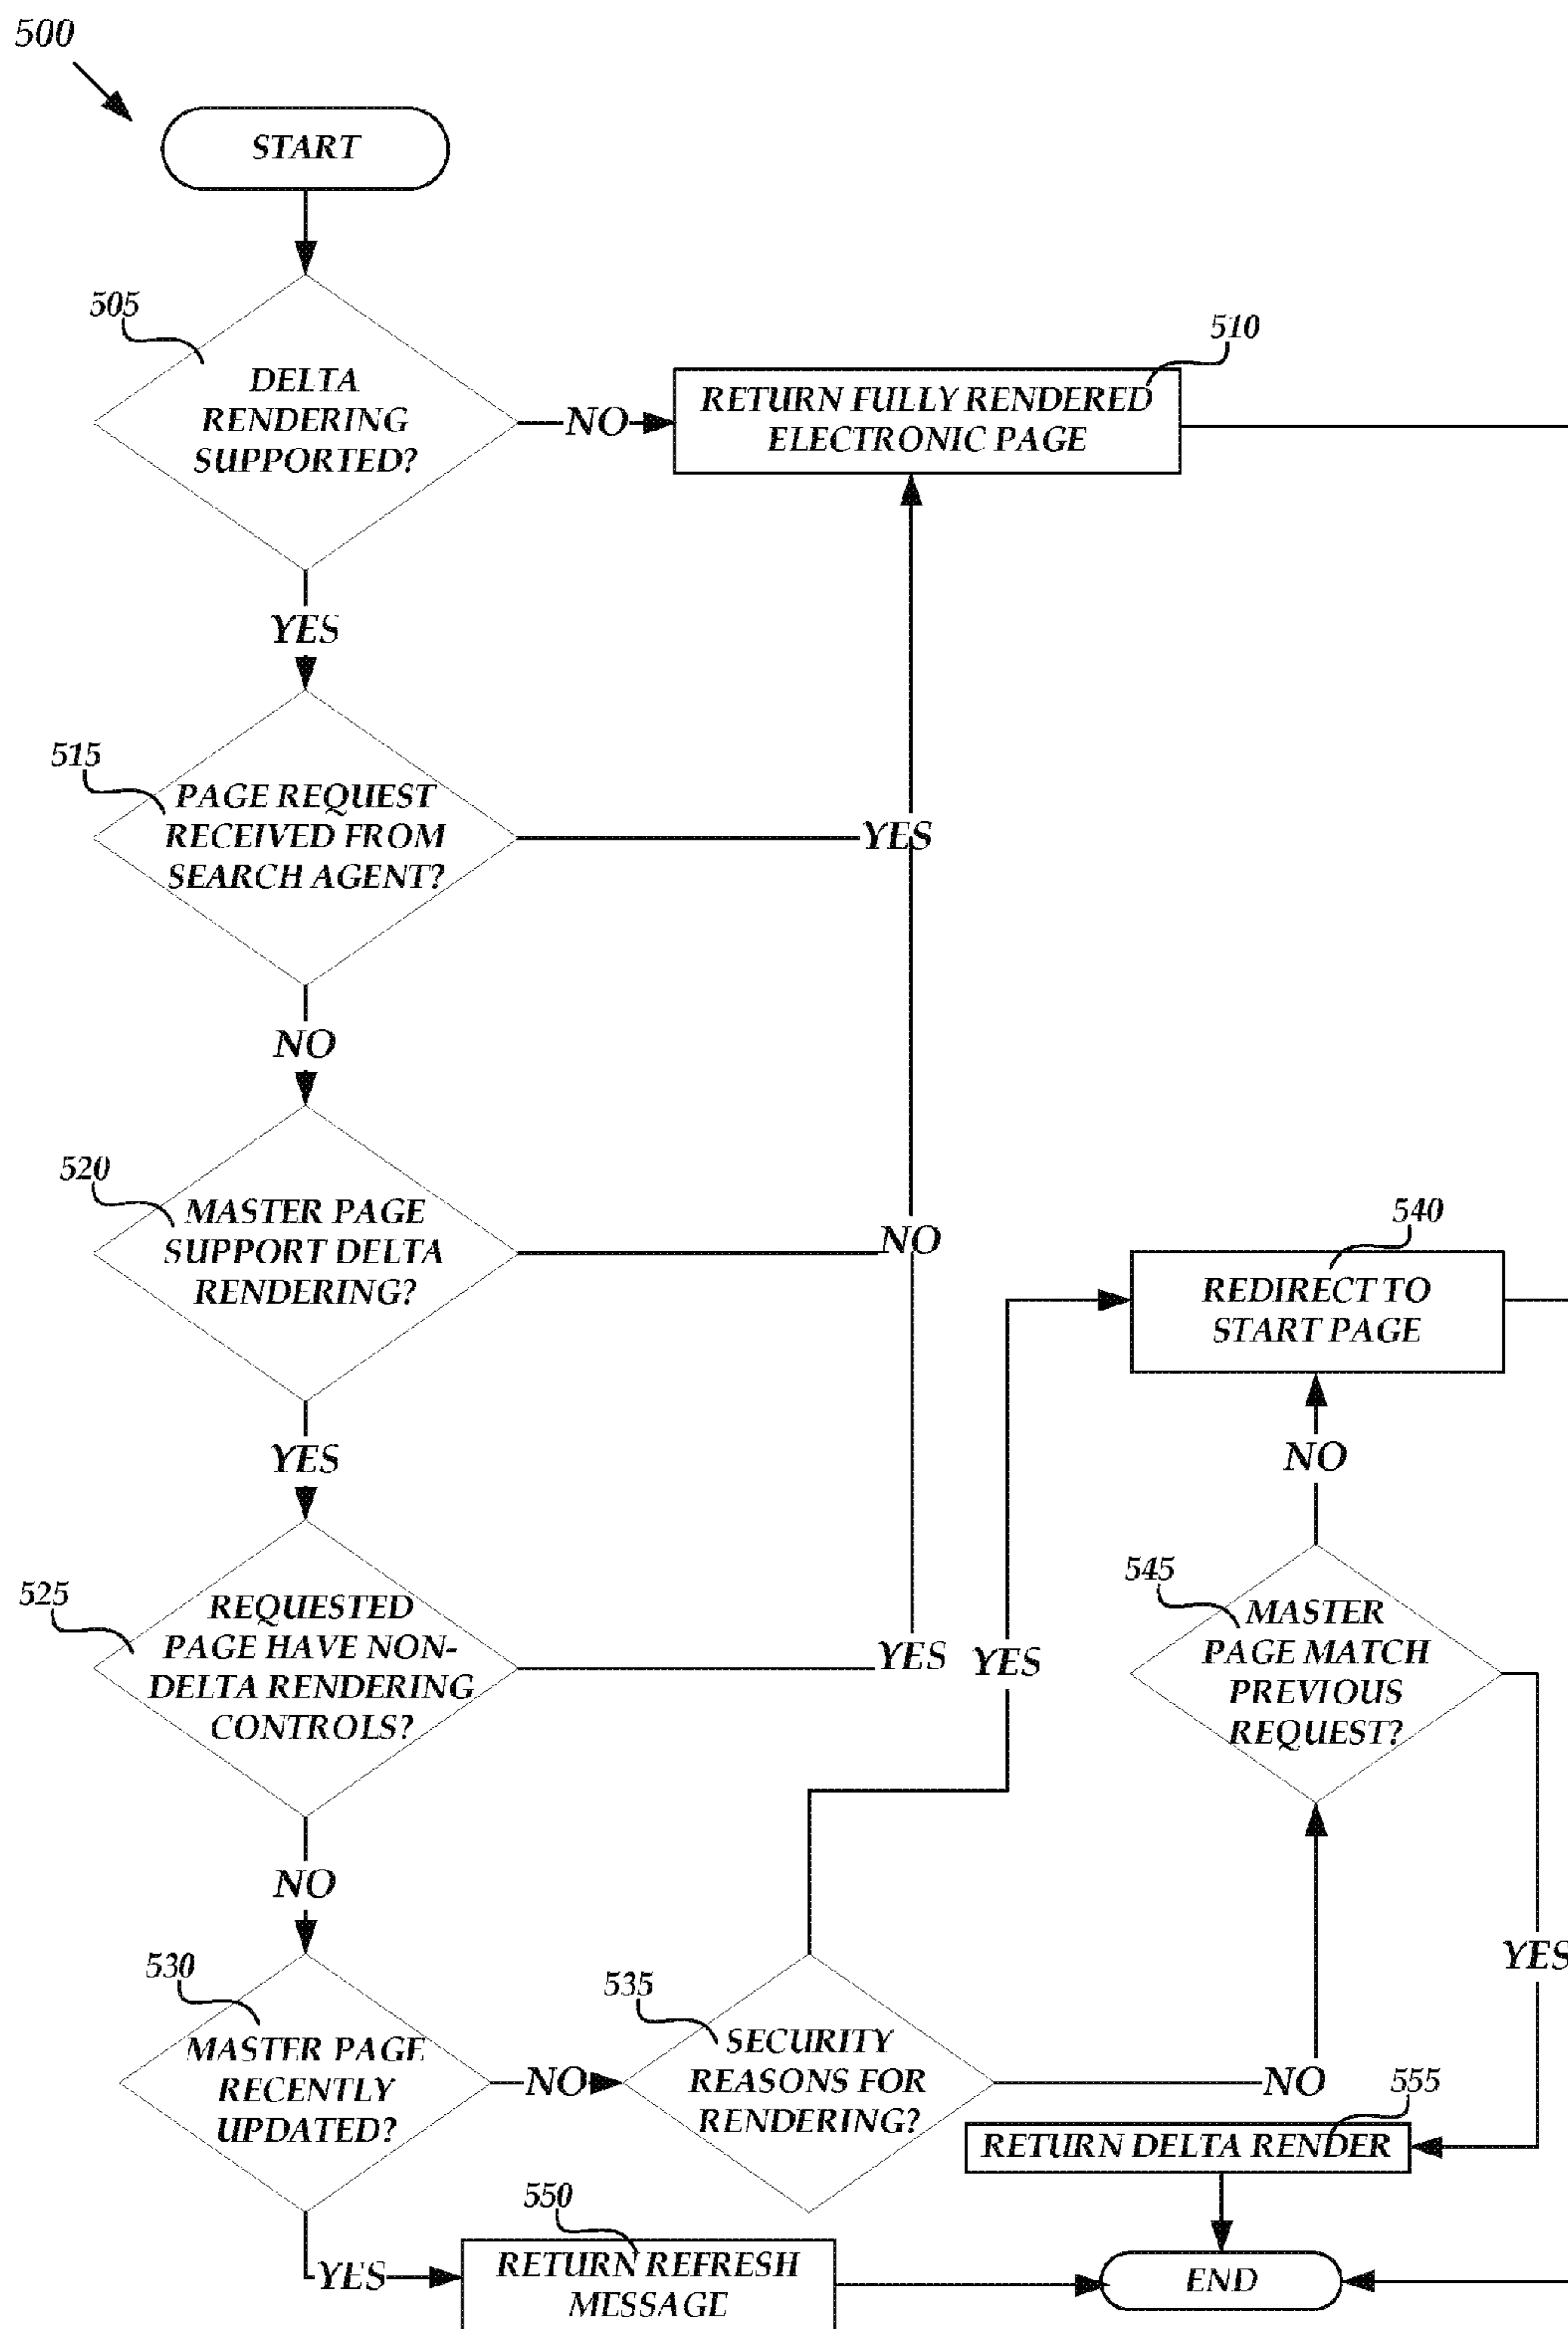 500
START
505
DELTA
RENDERING
SUPPORTED?
NO
510
RETURN FULLY RENDERED
ELECTRONIC PAGE
YES
515
PAGE REQUEST
RECEIVED FROM
SEARCH AGENT?
YES
NO
520
MASTER PAGE
SUPPORT DELTA
RENDERING?
NO
540
REDIRECT TO
START PAGE
YES
NO
525
REQUESTED
PAGE HAVE NON-
DELTA RENDERING
CONTROLS?
YES
YES
545
MASTER
PAGE MATCH
PREVIOUS
REQUEST?
NO
YES
530
MASTER PAGE
RECENTLY
UPDATED?
NO
535
SECURITY
REASONS FOR
RENDERING?
NO
555
RETURN DELTA RENDER
YES
550
RETURN REFRESH
MESSAGE
END